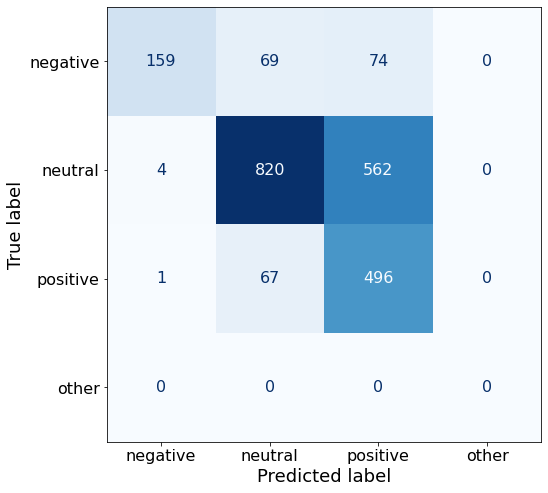 negative 159 69 74 0
neutral 4 820 562 0
positive 1 67 496 0
other 0 0 0 0
negative neutral positive other
Predicted label
True label